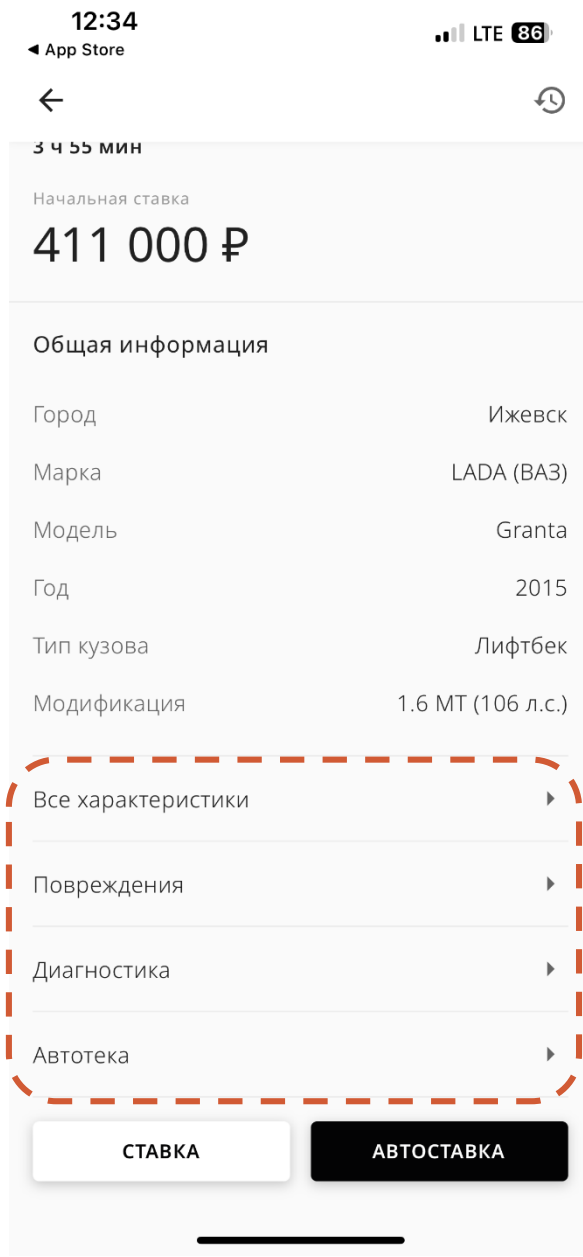 12:34
LTE 86
◀ App Store
3 ч 55 мин
Начальная ставка
411 000 ₽
Общая информация
Город Ижевск
Марка LADA (ВАЗ)
Модель Granta
Год 2015
Тип кузова Лифтбек
Модификация 1.6 MT (106 л.с.)
Все характеристики
Повреждения
Диагностика
Автотека
СТАВКА АВТОСТАВКА